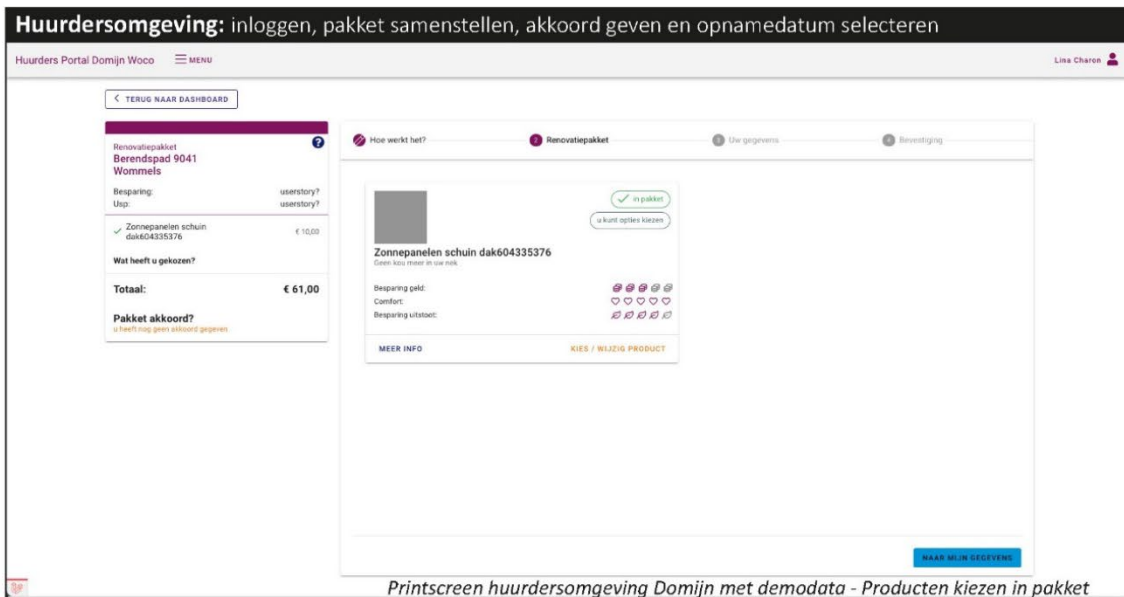 Huurdersomgeving: inloggen, pakket samenstellen, akkoord geven en opnamedatum selecteren
Huurders Portal Domijn Woco MENU Lina Charon
TERUG NAAR DASHBOARD
Renovatiepakket ?
Berendspad 9041
Wommels
Besparing: userstory?
Usp: userstory?
Zonnepanelen schuin
dak604335376 € 10,00
Wat heeft u gekozen?
Totaal: € 61,00
Pakket akkoord?
u heeft nog geen akkoord gegeven
Hoe werkt het? 2 Renovatiepakket 3 Uw gegevens 4 Bevestiging
in pakket
u kunt opties kiezen
Zonnepanelen schuin dak604335376
Geen kou meer in uw nek
Besparing geld:
Comfort:
Besparing uitstoot:
MEER INFO KIES / WIJZIG PRODUCT
NAAR MIJN GEGEVENS
Printscreen huurdersomgeving Domijn met demodata - Producten kiezen in pakket